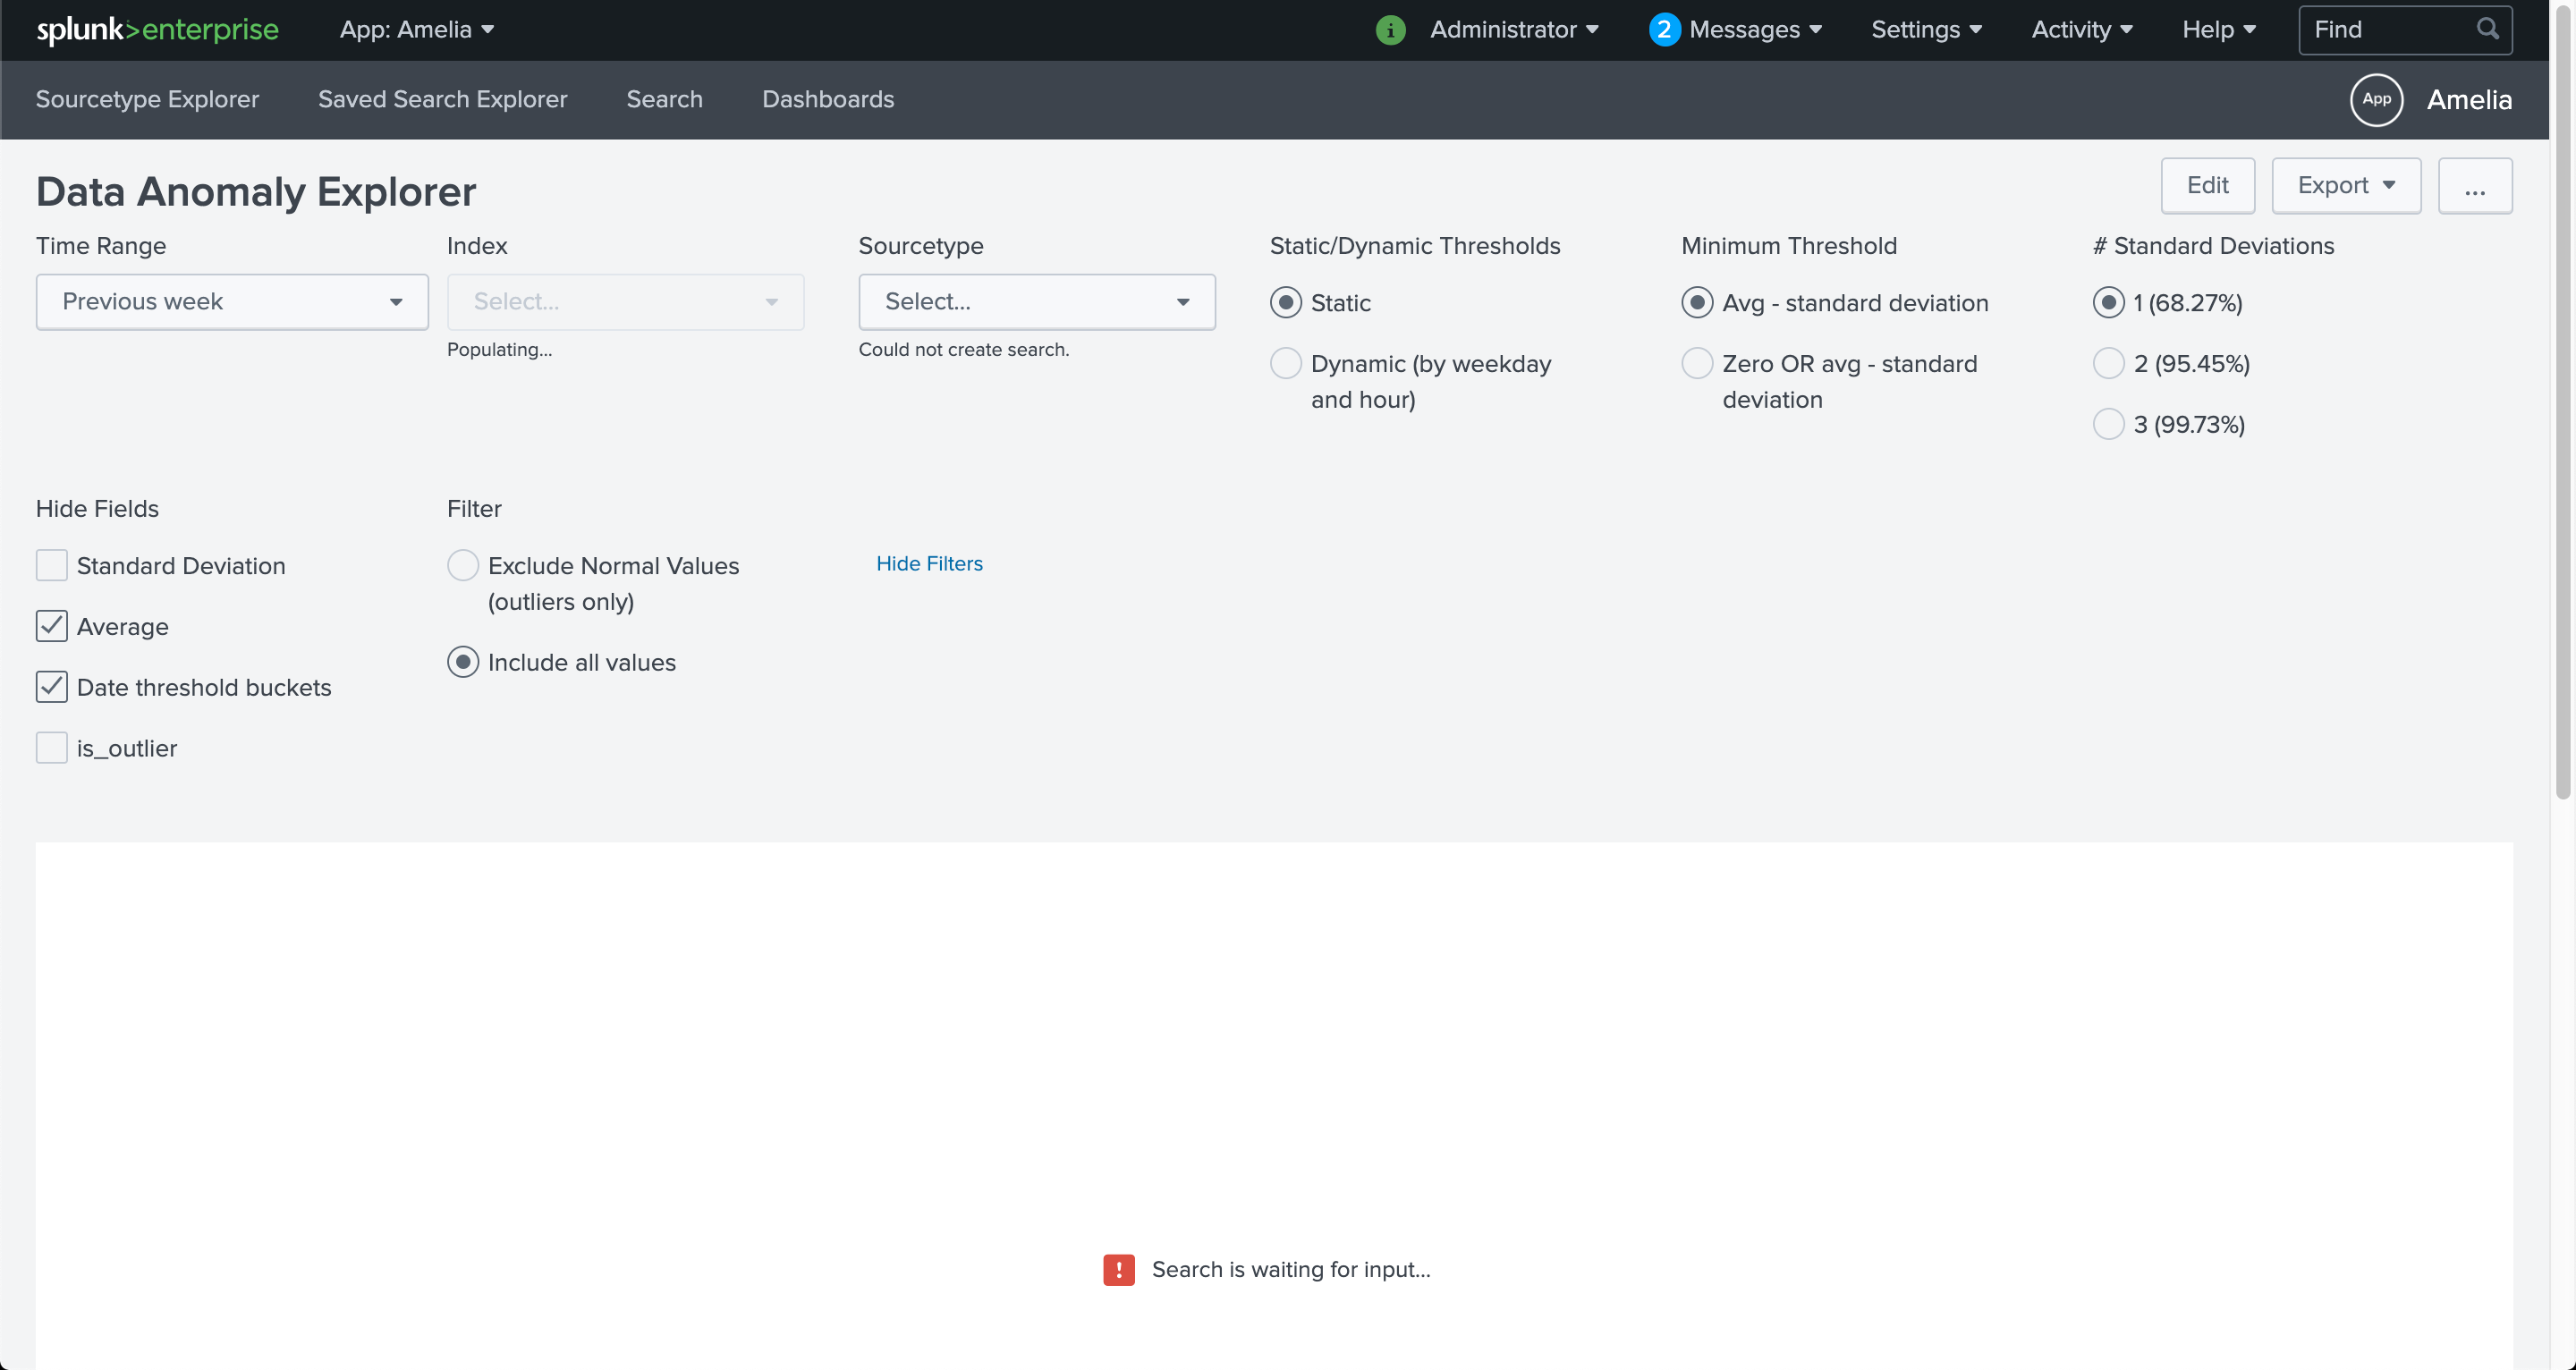 splunk>enterprise App: Amelia i Administrator 2 Messages Settings Activity Help Find
Sourcetype Explorer Saved Search Explorer Search Dashboards App Amelia
Data Anomaly Explorer Edit Export ...
Time Range Index Sourcetype Static/Dynamic Thresholds Minimum Threshold # Standard Deviations
Previous week Select... Select... Static Avg - standard deviation 1 (68.27%)
Populating... Could not create search.
Dynamic (by weekday Zero OR avg - standard 2 (95.45%)
and hour) deviation
3 (99.73%)
Hide Fields Filter
Standard Deviation Exclude Normal Values Hide Filters
(outliers only)
Average
Include all values
Date threshold buckets
is_outlier
! Search is waiting for input...